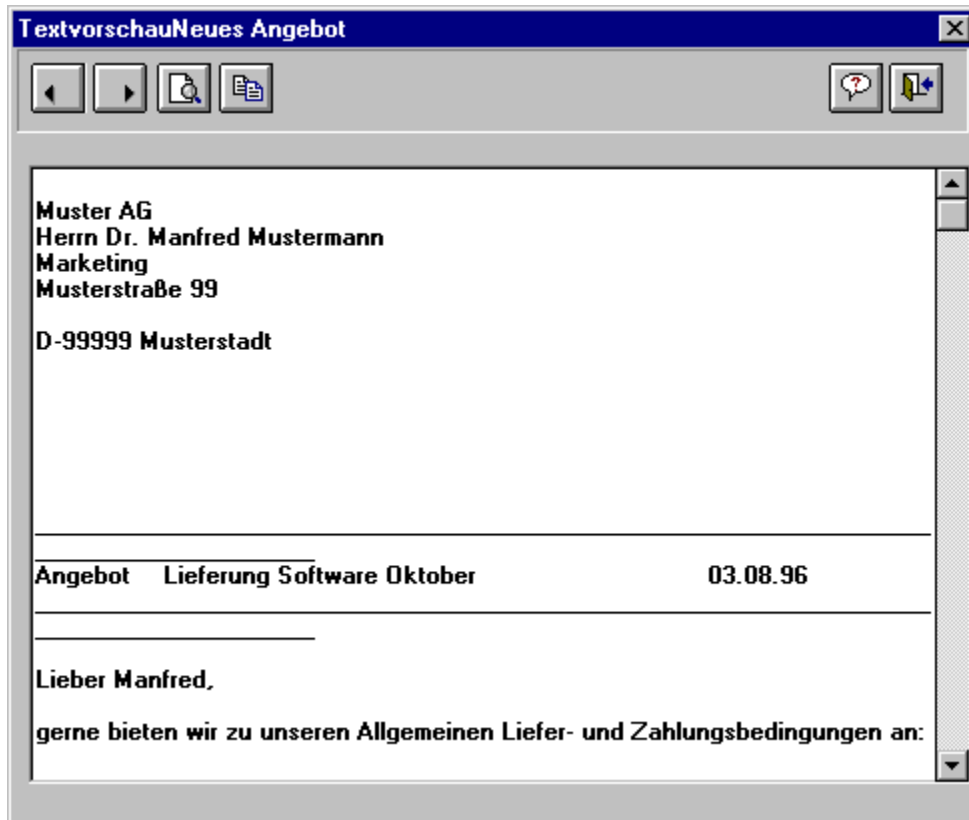 TextvorschauNeues Angebot
Muster AG
Herrn Dr. Manfred Mustermann
Marketing
Musterstraße 99
D-99999 Musterstadt
Angebot Lieferung Software Oktober 03.08.96
Lieber Manfred,
gerne bieten wir zu unseren Allgemeinen Liefer- und Zahlungsbedingungen an: